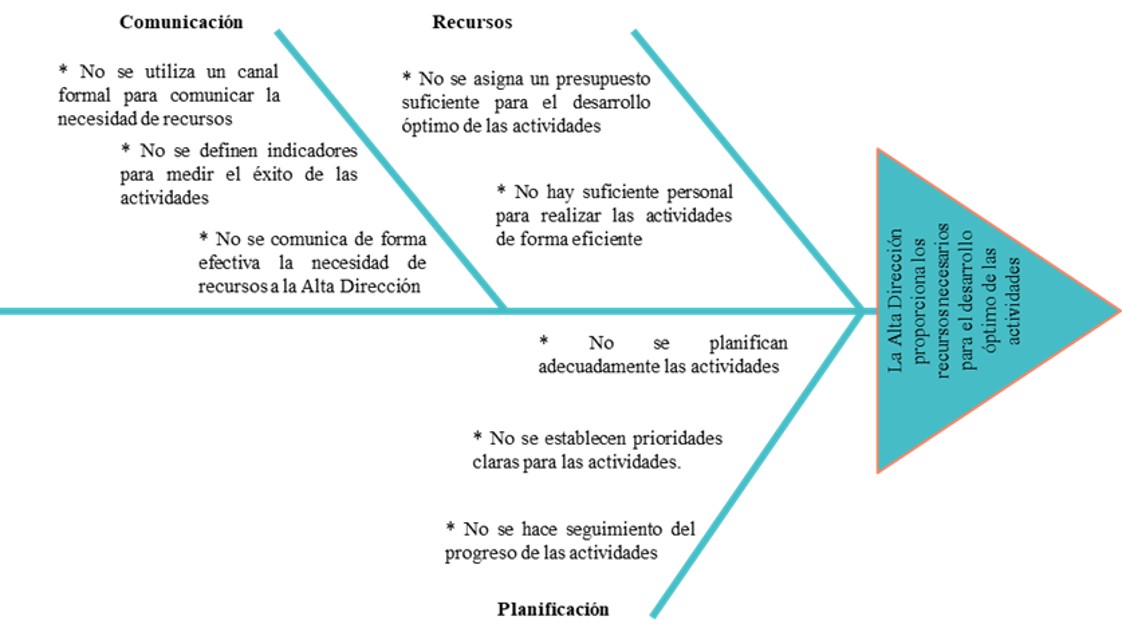 Comunicación
* No se utiliza un canal
formal para comunicar la
necesidad de recursos
* No se definen indicadores
para medir el éxito de las
actividades
* No se comunica de forma
efectiva la necesidad de
recursos a la Alta Dirección
Recursos
* No se asigna un presupuesto
suficiente para el desarrollo
óptimo de las actividades
* No hay suficiente personal
para realizar las actividades
de forma eficiente
* No se planifican
adecuadamente las actividades
* No se establecen prioridades
claras para las actividades.
* No se hace seguimiento del
progreso de las actividades
Planificación
La Alta Dirección
proporciona los
recursos necesarios
para el desarrollo
óptimo de las
actividades